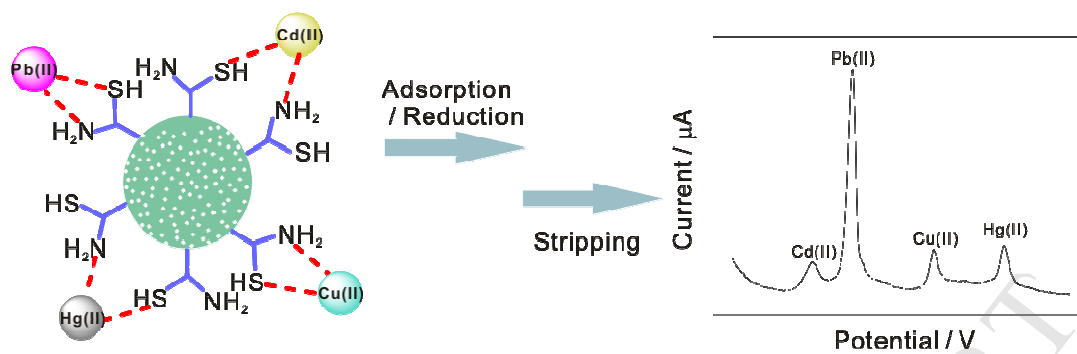 Cd(II)
Pb(II)
SH
H₂N
SH
H₂N
NH₂
SH
HS
H₂N
NH₂
HS
HS
NH₂
Hg(II)
Cu(II)
Adsorption
/ Reduction
Stripping
Current / µA
Pb(II)
Cd(II)
Cu(II)
Hg(II)
Potential / V
P T